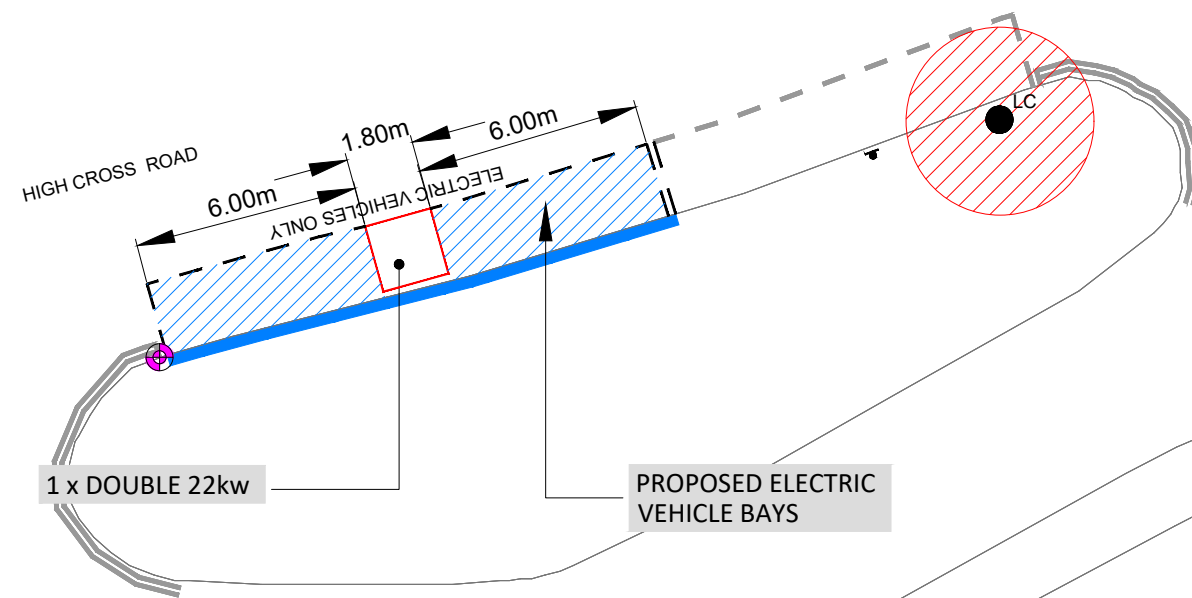 HIGH CROSS ROAD
6.00m
1.80m
6.00m
ELECTRIC VEHICLES ONLY
LC
1 x DOUBLE 22kw
PROPOSED ELECTRIC
VEHICLE BAYS